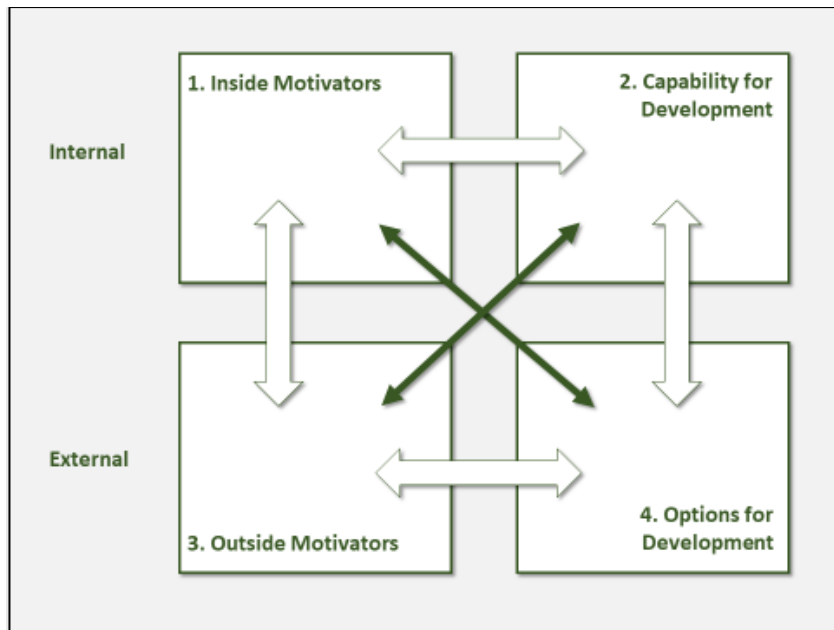 1. Inside Motivators
2. Capability for
Development
Internal
External
3. Outside Motivators
4. Options for
Development